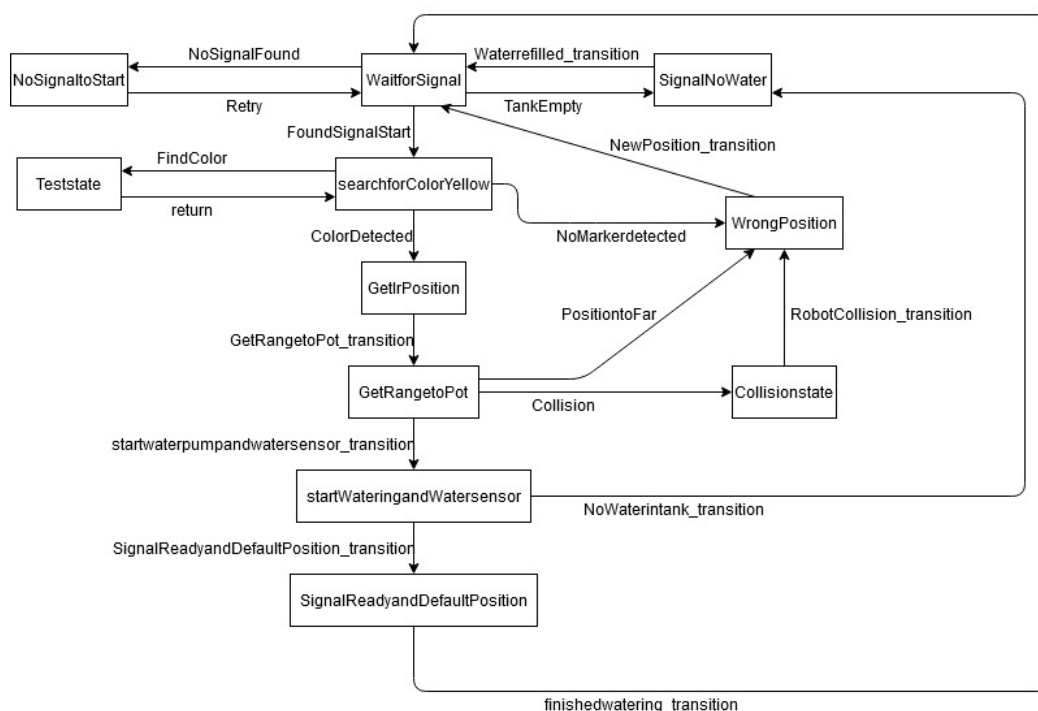 NoSignalFound
Waterrefilled_transition
NoSignaltoStart
WaitforSignal
SignalNoWater
Retry
TankEmpty
FoundSignalStart
NewPosition_transition
FindColor
Teststate
searchforColorYellow
return
WrongPosition
ColorDetected
NoMarkerdetected
GetIrPosition
PositiontoFar
RobotCollision_transition
GetRangetoPot_transition
GetRangetoPot
Collisionstate
Collision
startwaterpumpandwatersensor_transition
startWateringandWatersensor
NoWaterintank_transition
SignalReadyandDefaultPosition_transition
SignalReadyandDefaultPosition
finishedwatering_transition